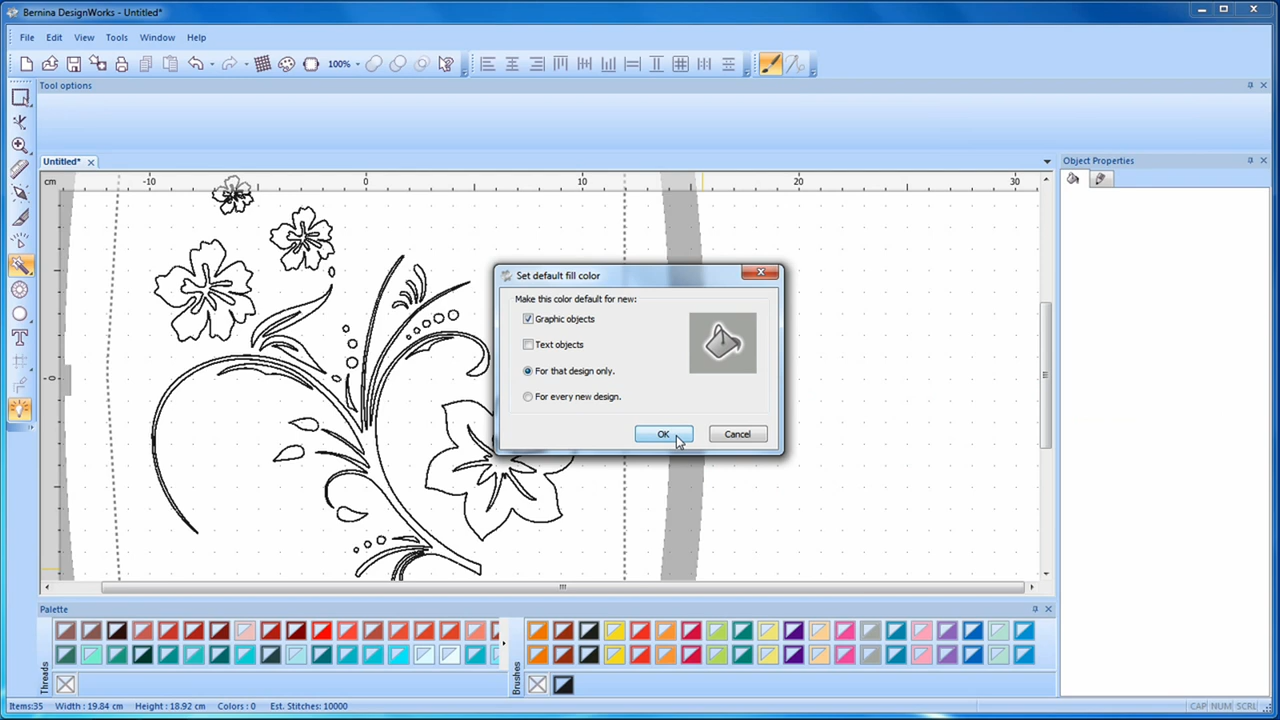 Bernina DesignWorks - Untitled*
File Edit View Tools Window Help
100%
Tool options
Untitled*
Object Properties
cm -10 0 10 20 30
0
Set default fill color
Make this color default for new:
Graphic objects
Text objects
For that design only.
For every new design.
OK Cancel
Palette
Threads
Brushes
Items:35 Width : 19.84 cm Height : 18.92 cm Colors : 0 Est. Stitches: 10000 CAP NUM SCRL